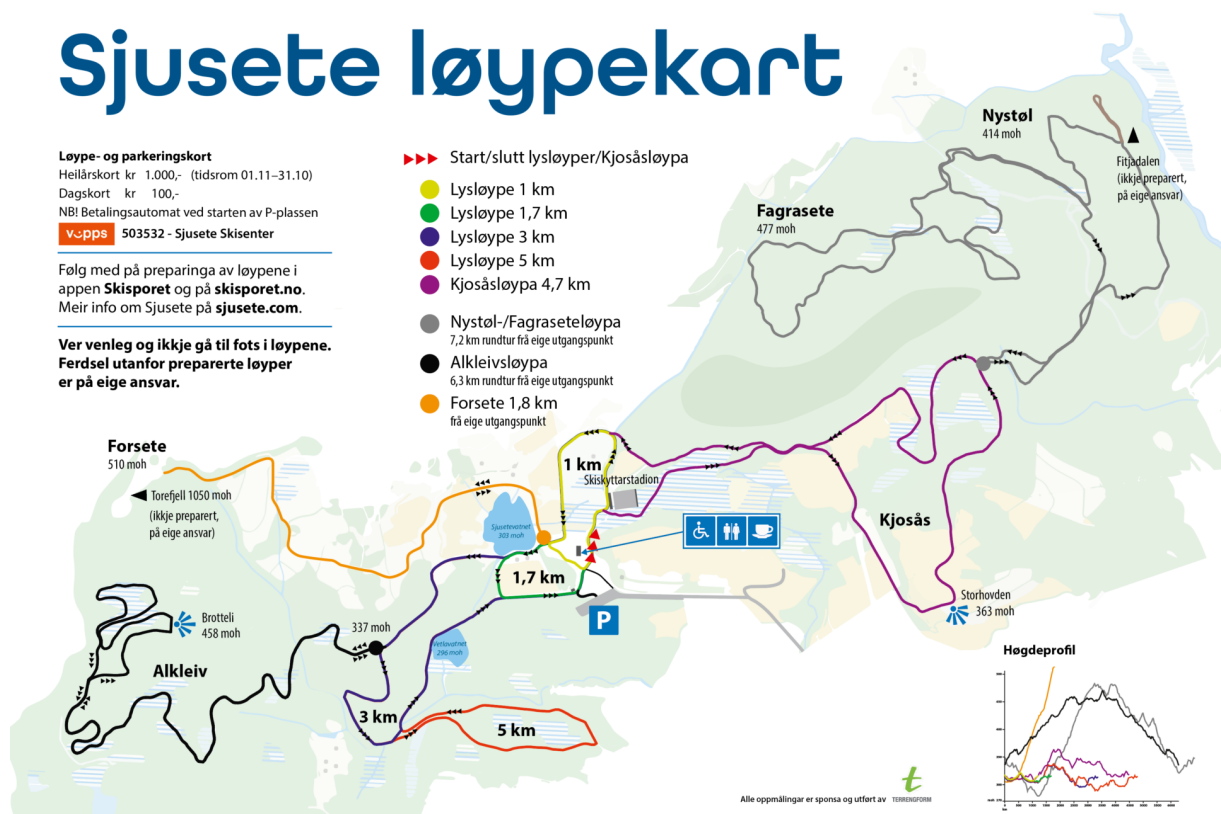 Sjusete løypekart
Løype- og parkeringskort
Heilårskort kr 1.000,- (tidsrom 01.11–31.10)
Dagskort kr 100,-
NB! Betalingsautomat ved starten av P-plassen
vipps 503532 - Sjusete Skisenter
Følg med på preparinga av løypene i
appen Skisporet og på skisporet.no.
Meir info om Sjusete på sjusete.com.
Ver venleg og ikkje gå til fots i løypene.
Ferdsel utanfor preparerte løyper
er på eige ansvar.
Start/slutt lysløyper/Kjosåsløypa
Lysløype 1 km
Lysløype 1,7 km
Lysløype 3 km
Lysløype 5 km
Kjosåsløypa 4,7 km
Nystøl-/Fagraseteløypa
7,2 km rundtur frå eige utgangspunkt
Alkleivsløypa
6,3 km rundtur frå eige utgangspunkt
Forsete 1,8 km
frå eige utgangspunkt
Nystøl
414 moh
Fitjadalen
(ikkje preparert,
på eige ansvar)
Fagrasete
477 moh
Forsete
510 moh
Torefjell 1050 moh
(ikkje preparert,
på eige ansvar)
1 km
Skiskyttarstadion
Sjusetevatnet
303 moh
Kjosås
1,7 km
P
Storhovden
363 moh
Brotteli
458 moh
337 moh
Vetlavatnet
296 moh
Alkleiv
3 km
5 km
Høgdeprofil
Alle oppmålingar er sponsa og utført av
TERRENGFORM